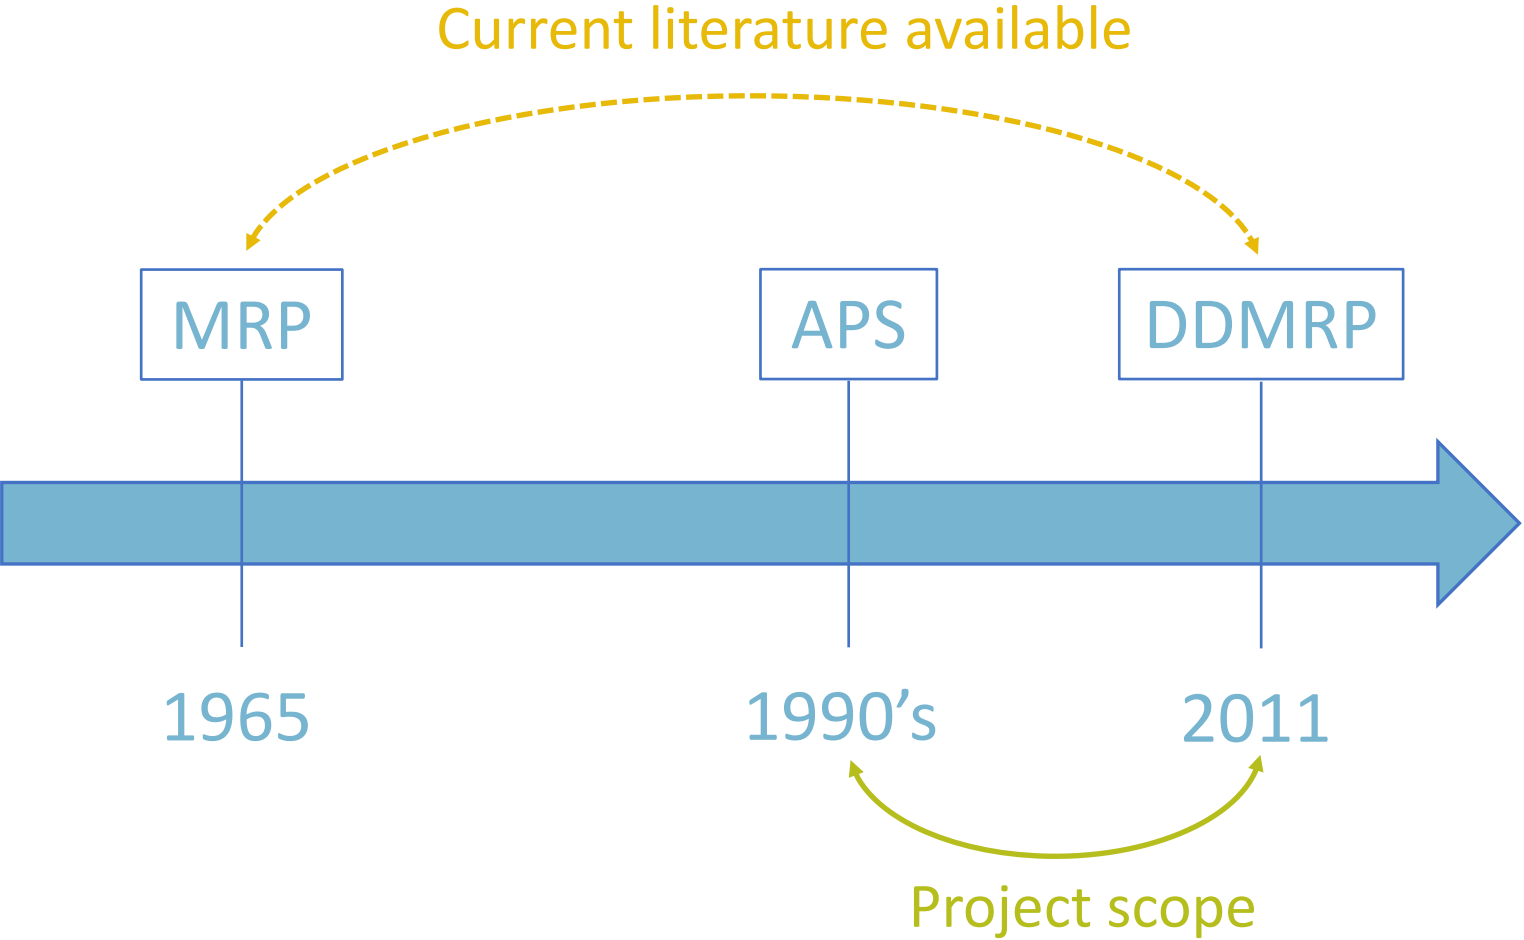 Current literature available
MRP
APS
DDMRP
1965
1990’s
2011
Project scope